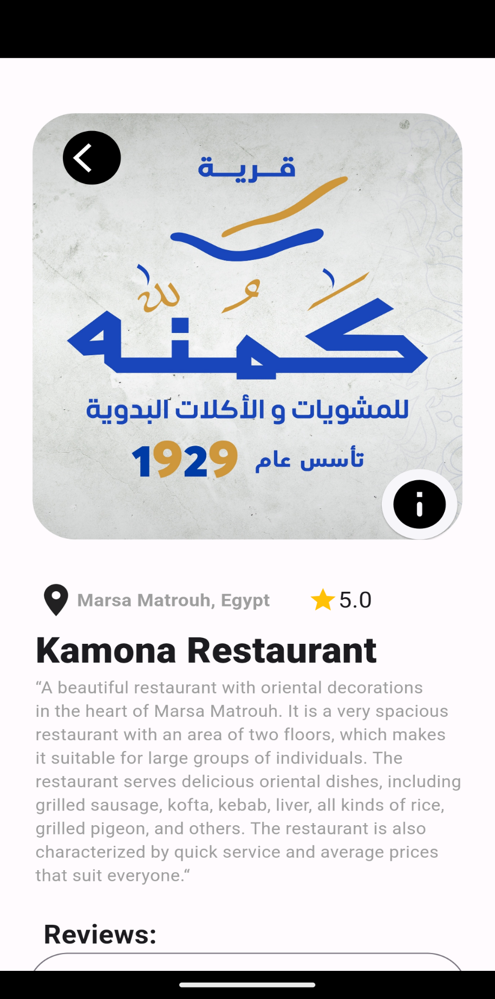 قرية
كَمُنّه
للمشويات و الأكلات البدوية
تأسس عام 1929
Marsa Matrouh, Egypt
5.0
Kamona Restaurant
“A beautiful restaurant with oriental decorations
in the heart of Marsa Matrouh. It is a very spacious
restaurant with an area of two floors, which makes
it suitable for large groups of individuals. The
restaurant serves delicious oriental dishes, including
grilled sausage, kofta, kebab, liver, all kinds of rice,
grilled pigeon, and others. The restaurant is also
characterized by quick service and average prices
that suit everyone.“
Reviews: